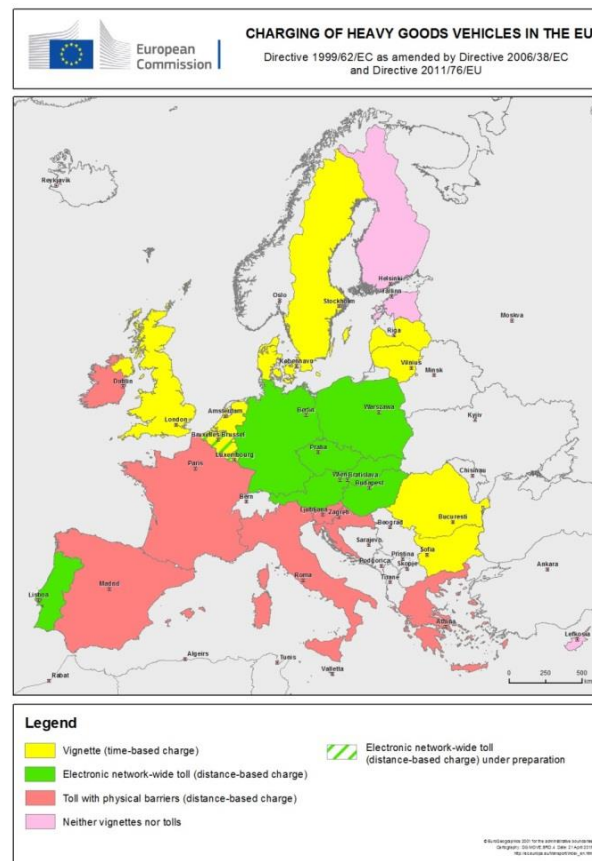 European
Commission
CHARGING OF HEAVY GOODS VEHICLES IN THE EU
Directive 1999/62/EC as amended by Directive 2006/38/EC
and Directive 2011/76/EU
Reykjavík
Helsinki
Tallinn
Oslo
Stockholm
Moskva
Riga
København
Vilnius
Minsk
Dublin
Amsterdam
Berlin
Warszawa
London
Bruxelles-Brussel
Kyiv
Luxembourg
Praha
Paris
Wien
Bratislava
Budapest
Chisinau
Bern
Ljubljana
Zagreb
Beograd
Bucuresti
Sarajevo
Pristina
Sofia
Podgorica
Skopje
Roma
Tirane
Ankara
Madrid
Lisboa
Athina
Lefkosia
Algiers
Tunis
Valletta
Rabat
0 250 500
km
Legend
Vignette (time-based charge)
Electronic network-wide toll (distance-based charge)
Toll with physical barriers (distance-based charge)
Neither vignettes nor tolls
Electronic network-wide toll
(distance-based charge) under preparation